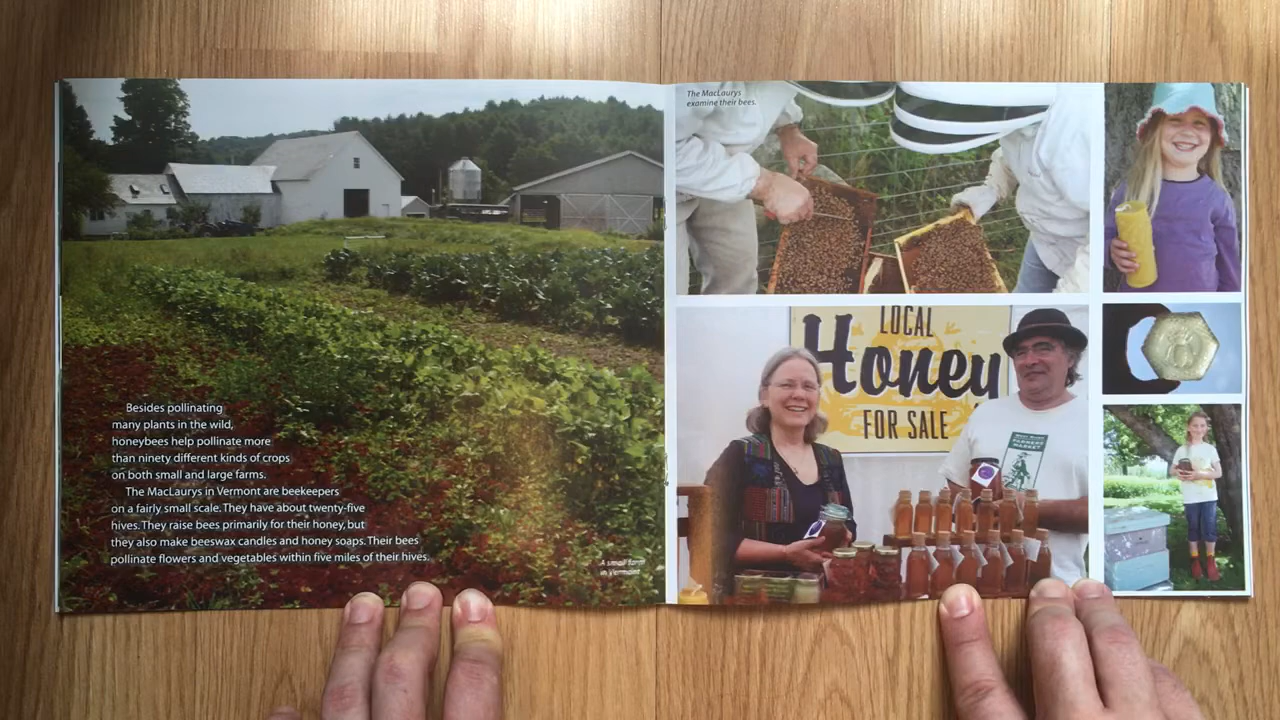 Besides pollinating
many plants in the wild,
honeybees help pollinate more
than ninety different kinds of crops
on both small and large farms.
The MacLaurys in Vermont are beekeepers
on a fairly small scale. They have about twenty-five
hives. They raise bees primarily for their honey, but
they also make beeswax candles and honey soaps. Their bees
pollinate flowers and vegetables within five miles of their hives.
A small farm
in Vermont
The MacLaurys
examine their bees.
LOCAL
Honey
FOR SALE
FARMERS
MARKET